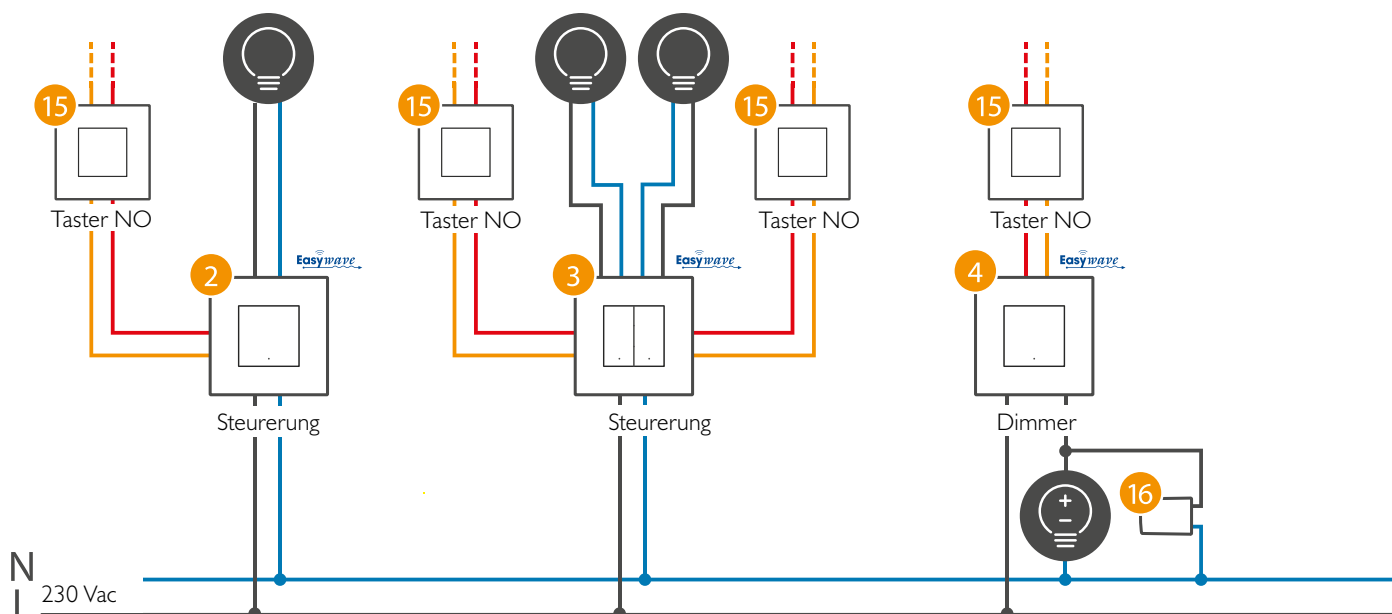 15
15
15
15
Taster NO
Taster NO
Taster NO
Taster NO
2
Easywave
3
Easywave
4
Easywave
Steurerung
Steurerung
Dimmer
+
−
16
N
230 Vac
L